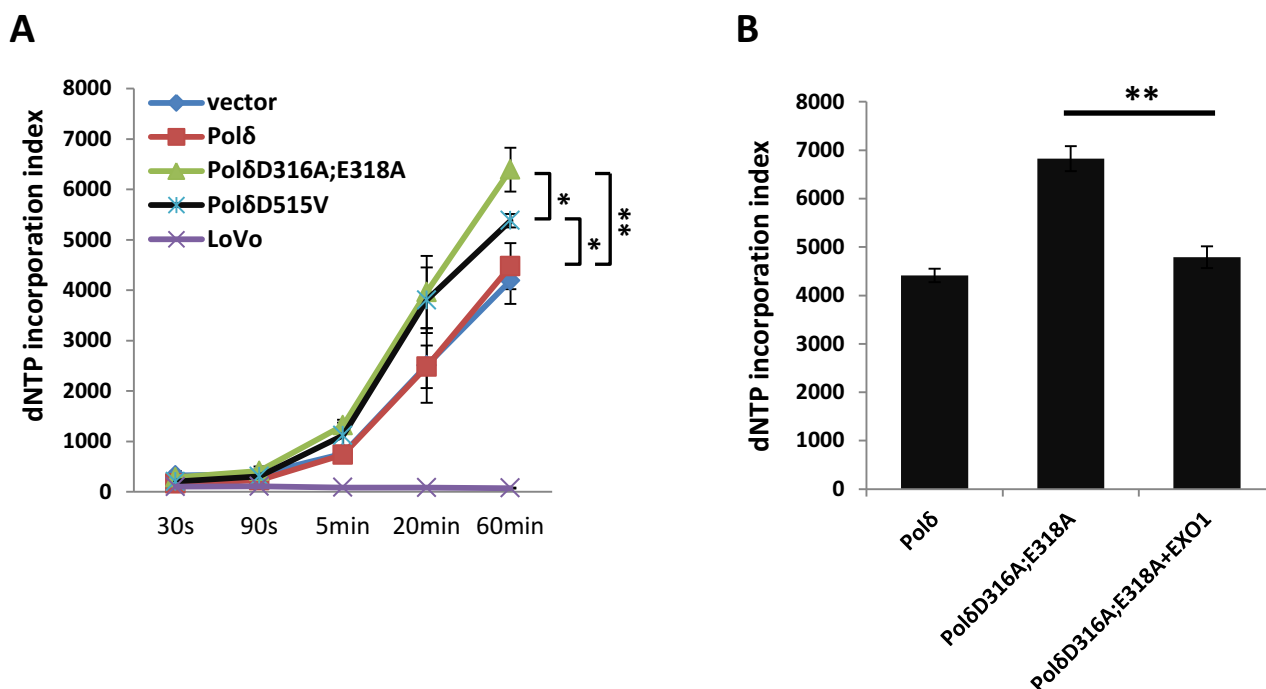 A
dNTP incorporation index
8000
7000
6000
5000
4000
3000
2000
1000
0
vector
Polδ
PolδD316A;E318A
PolδD515V
LoVo
*
*
**
30s 90s 5min 20min 60min
B
dNTP incorporation index
8000
7000
6000
5000
4000
3000
2000
1000
0
**
Polδ
PolδD316A;E318A
PolδD316A;E318A+EXO1